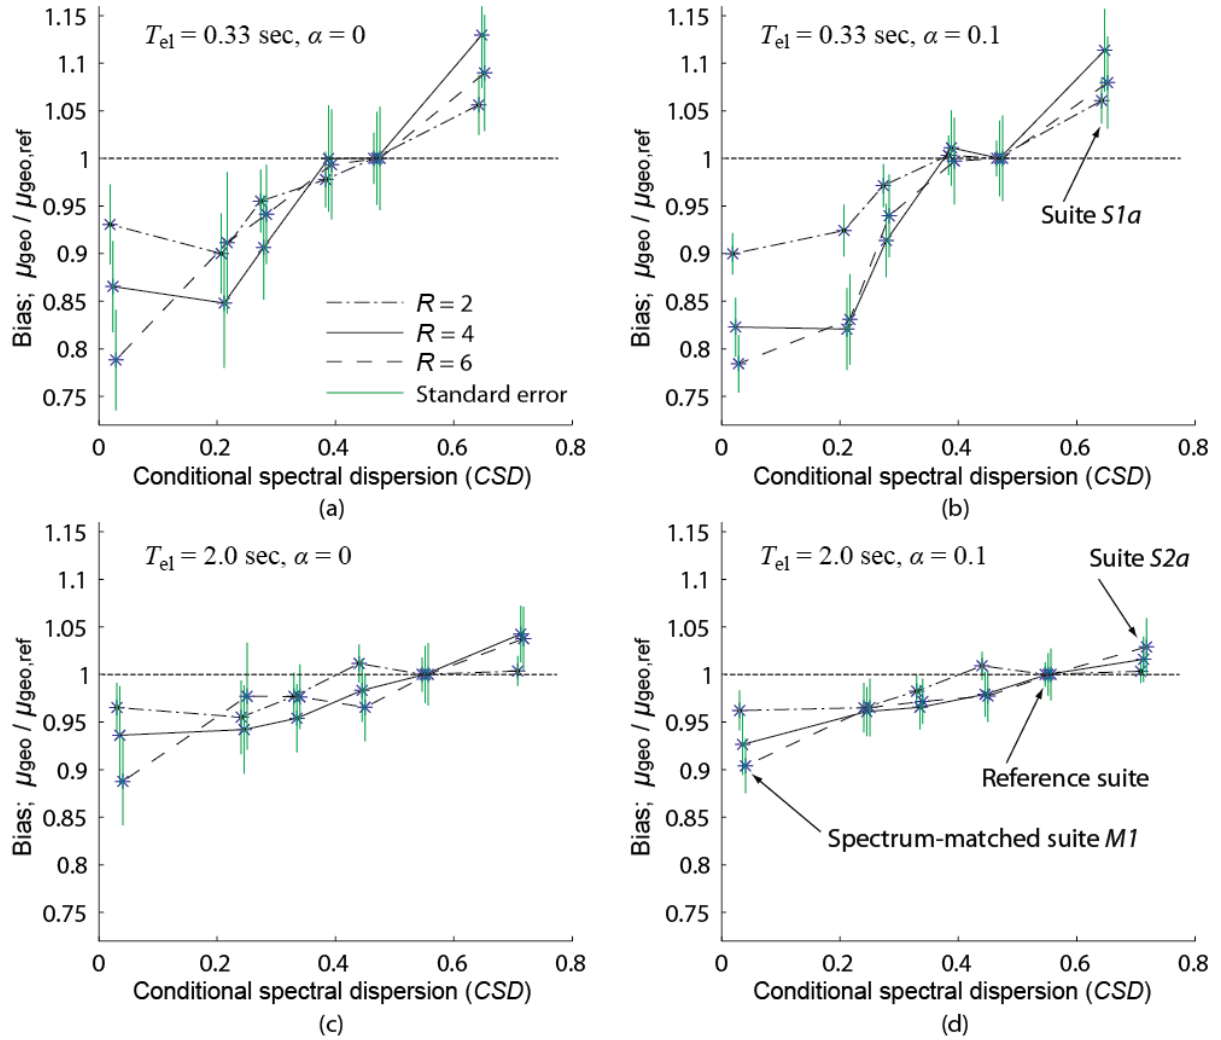 1.15
1.1
1.05
1
0.95
0.9
0.85
0.8
0.75
Bias; μgeo / μgeo,ref
Tel = 0.33 sec, α = 0
R = 2
R = 4
R = 6
Standard error
0 0.2 0.4 0.6 0.8
Conditional spectral dispersion (CSD)
(a)
1.15
1.1
1.05
1
0.95
0.9
0.85
0.8
0.75
Bias; μgeo / μgeo,ref
Tel = 0.33 sec, α = 0.1
Suite S1a
0 0.2 0.4 0.6 0.8
Conditional spectral dispersion (CSD)
(b)
1.15
1.1
1.05
1
0.95
0.9
0.85
0.8
0.75
Bias; μgeo / μgeo,ref
Tel = 2.0 sec, α = 0
0 0.2 0.4 0.6 0.8
Conditional spectral dispersion (CSD)
(c)
1.15
1.1
1.05
1
0.95
0.9
0.85
0.8
0.75
Bias; μgeo / μgeo,ref
Tel = 2.0 sec, α = 0.1
Suite S2a
Reference suite
Spectrum-matched suite M1
0 0.2 0.4 0.6 0.8
Conditional spectral dispersion (CSD)
(d)